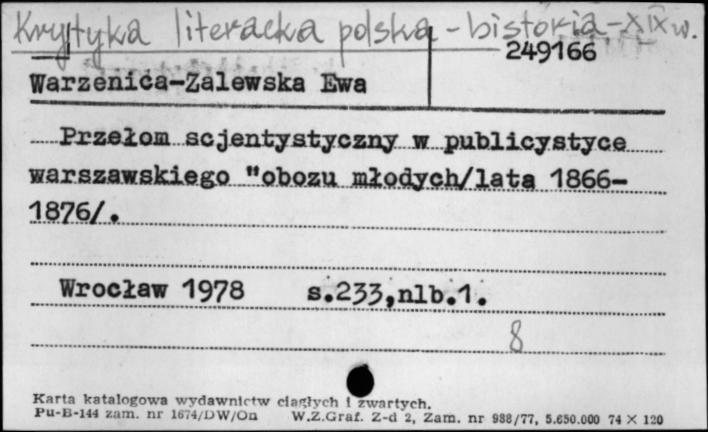 Krytyka literacka polska - historia - XIX w.
249166
Warzenica-Zalewska Ewa
Przełom scjentystyczny w publicystyce
warszawskiego "obozu młodych/lata 1866-
1876/.
Wrocław 1978 s.233,nlb.1.
8
Karta katalogowa wydawnictw ciągłych i zwartych.
Pu-B-144 zam. nr 1674/DW/On W.Z.Graf. Z-d 2, Zam. nr 988/77, 5.650.000 74 X 120